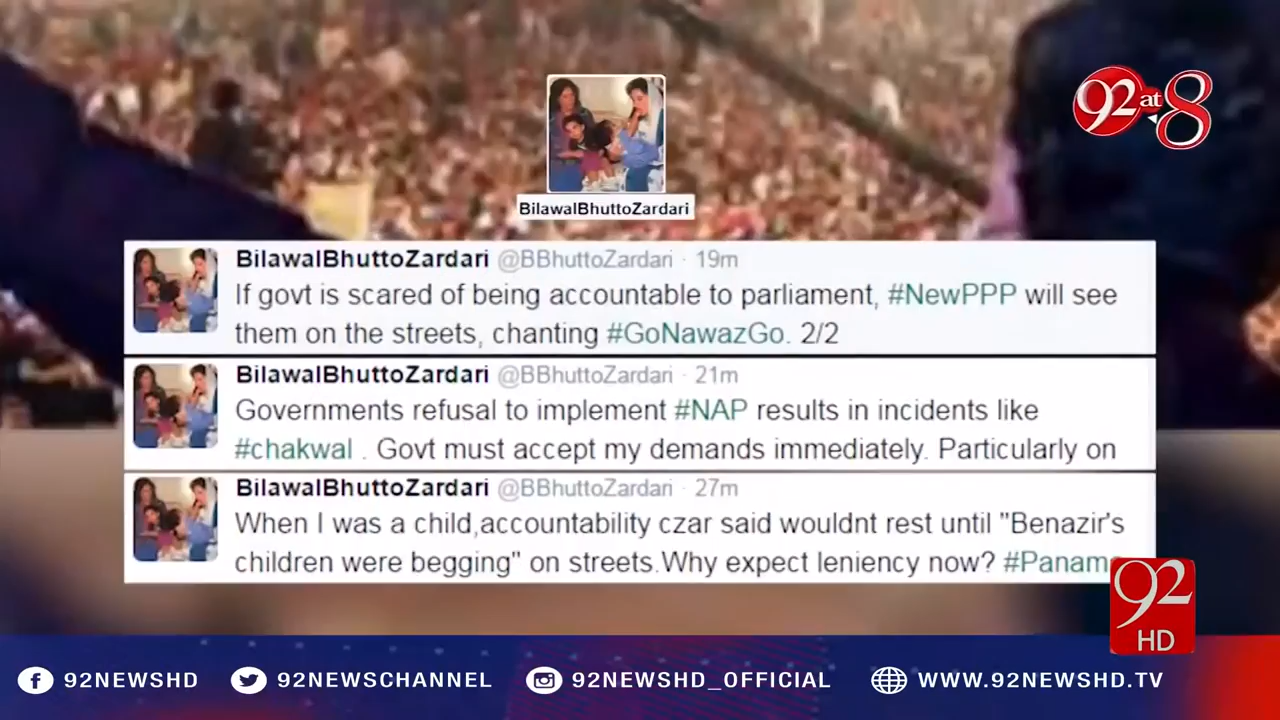 92 at 8
BilawalBhuttoZardari
BilawalBhuttoZardari @BBhuttoZardari · 19m
If govt is scared of being accountable to parliament, #NewPPP will see
them on the streets, chanting #GoNawazGo. 2/2
BilawalBhuttoZardari @BBhuttoZardari · 21m
Governments refusal to implement #NAP results in incidents like
#chakwal . Govt must accept my demands immediately. Particularly on
BilawalBhuttoZardari @BBhuttoZardari · 27m
When I was a child,accountability czar said wouldnt rest until "Benazir's
children were begging" on streets.Why expect leniency now? #Panam
92
HD
92NEWSHD 92NEWSCHANNEL 92NEWSHD_OFFICIAL WWW.92NEWSHD.TV